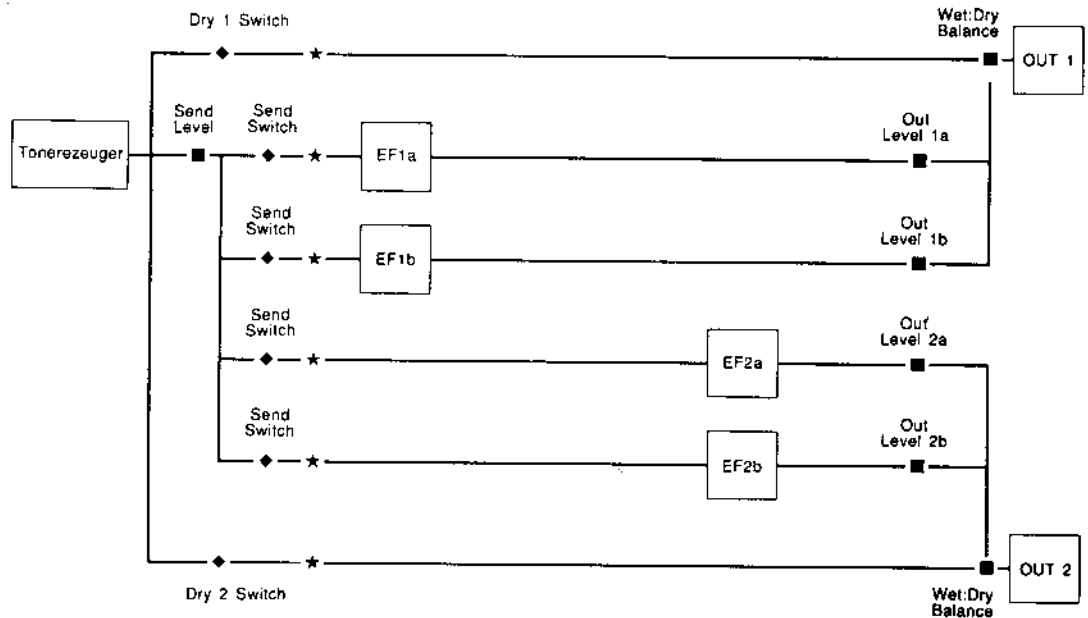 Dry 1 Switch
Wet:Dry
Balance
OUT 1
Send
Level
Send
Switch
Out
Level 1a
Tonerezeuger
EF1a
Send
Switch
Out
Level 1b
EF1b
Send
Switch
Out
Level 2a
EF2a
Send
Switch
Out
Level 2b
EF2b
OUT 2
Dry 2 Switch
Wet:Dry
Balance